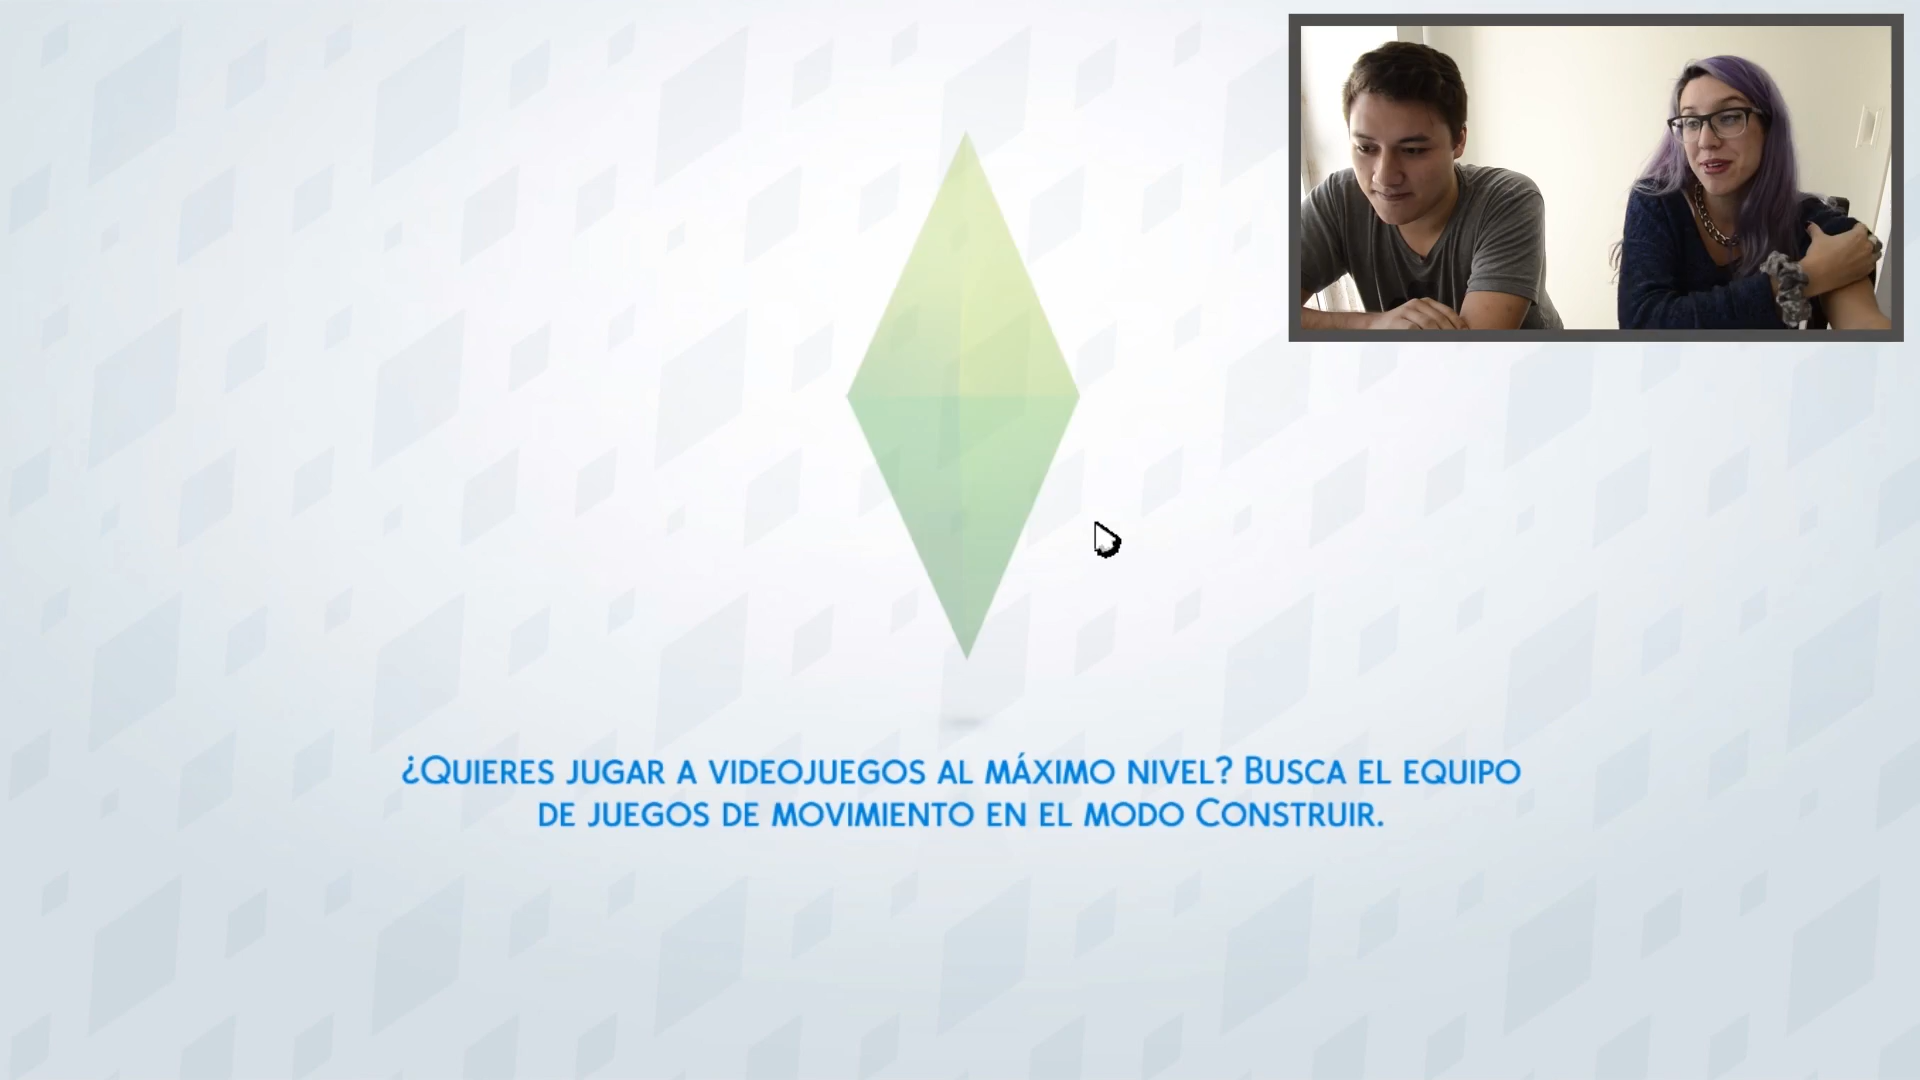 ¿Quieres jugar a videojuegos al máximo nivel? Busca el equipo
de juegos de movimiento en el modo Construir.